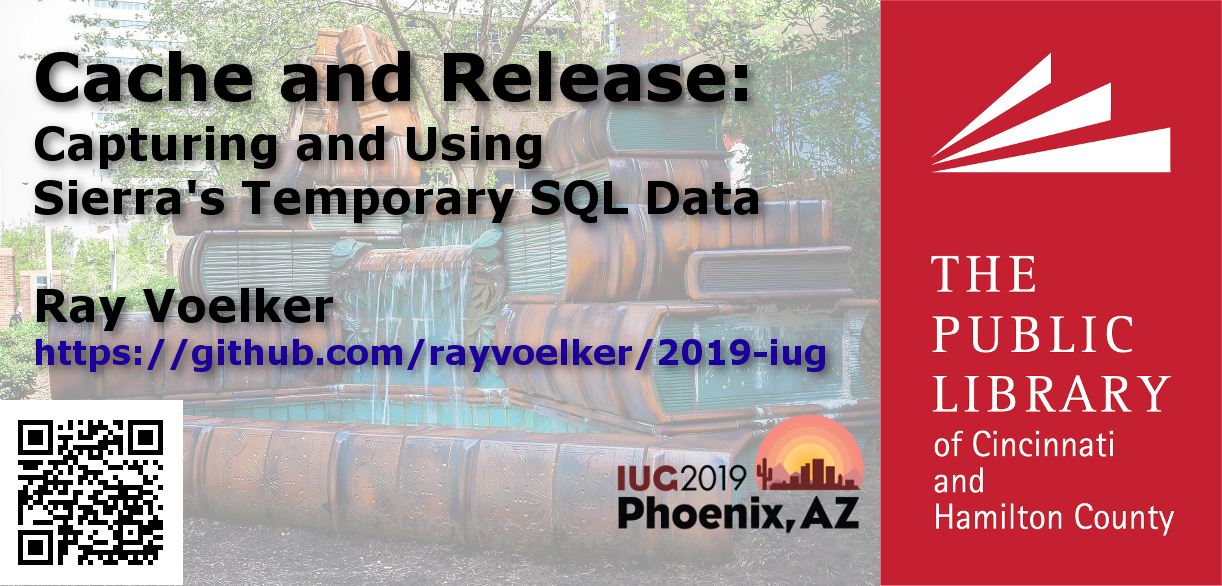 Cache and Release:
Capturing and Using
Sierra's Temporary SQL Data
Ray Voelker
https://github.com/rayvoelker/2019-iug
IUG2019
Phoenix, AZ
THE
PUBLIC
LIBRARY
of Cincinnati
and
Hamilton County